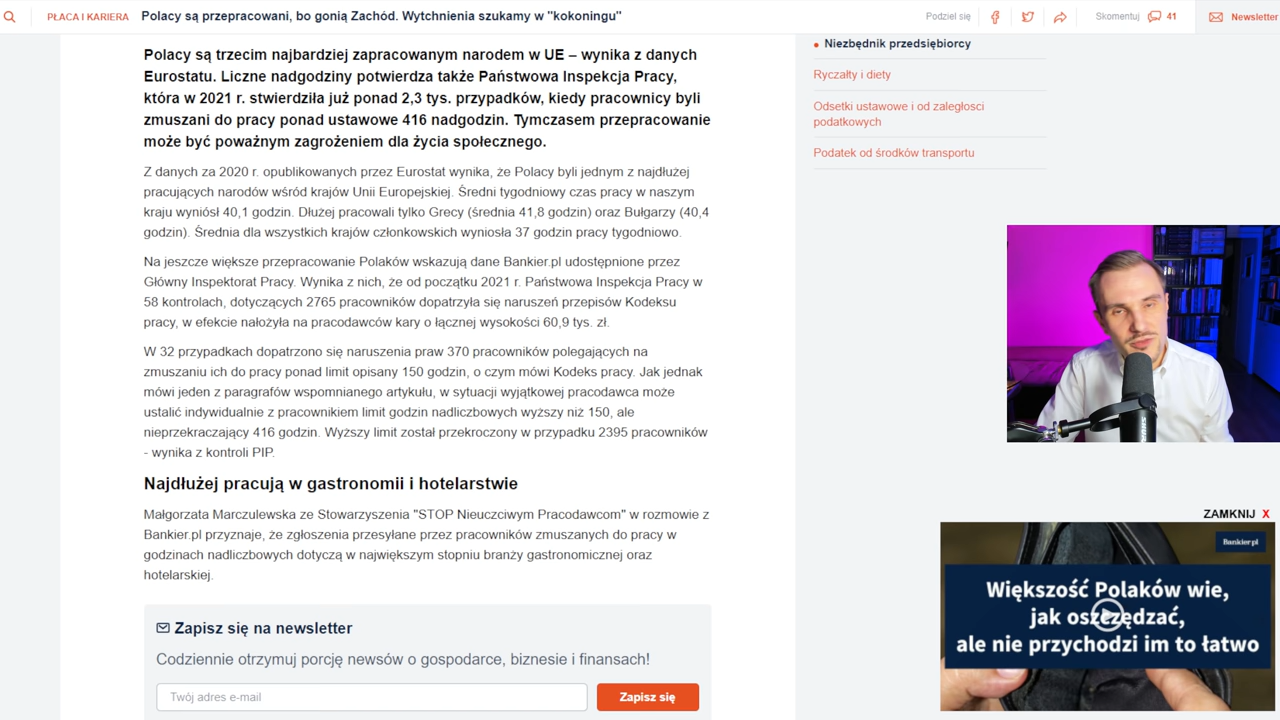 PŁACA I KARIERA
Polacy są przepracowani, bo gonią Zachód. Wytchnienia szukamy w "kokoningu"
Podziel się
Skomentuj
41
Newsletter
Polacy są trzecim najbardziej zapracowanym narodem w UE – wynika z danych
Eurostatu. Liczne nadgodziny potwierdza także Państwowa Inspekcja Pracy,
która w 2021 r. stwierdziła już ponad 2,3 tys. przypadków, kiedy pracownicy byli
zmuszani do pracy ponad ustawowe 416 nadgodzin. Tymczasem przepracowanie
może być poważnym zagrożeniem dla życia społecznego.
Z danych za 2020 r. opublikowanych przez Eurostat wynika, że Polacy byli jednym z najdłużej
pracujących narodów wśród krajów Unii Europejskiej. Średni tygodniowy czas pracy w naszym
kraju wyniósł 40,1 godzin. Dłużej pracowali tylko Grecy (średnia 41,8 godzin) oraz Bułgarzy (40,4
godzin). Średnia dla wszystkich krajów członkowskich wyniosła 37 godzin pracy tygodniowo.
Na jeszcze większe przepracowanie Polaków wskazują dane Bankier.pl udostępnione przez
Główny Inspektorat Pracy. Wynika z nich, że od początku 2021 r. Państwowa Inspekcja Pracy w
58 kontrolach, dotyczących 2765 pracowników dopatrzyła się naruszeń przepisów Kodeksu
pracy, w efekcie nałożyła na pracodawców kary o łącznej wysokości 60,9 tys. zł.
W 32 przypadkach dopatrzono się naruszenia praw 370 pracowników polegających na
zmuszaniu ich do pracy ponad limit opisany 150 godzin, o czym mówi Kodeks pracy. Jak jednak
mówi jeden z paragrafów wspomnianego artykułu, w sytuacji wyjątkowej pracodawca może
ustalić indywidualnie z pracownikiem limit godzin nadliczbowych wyższy niż 150, ale
nieprzekraczający 416 godzin. Wyższy limit został przekroczony w przypadku 2395 pracowników
- wynika z kontroli PIP.
Najdłużej pracują w gastronomii i hotelarstwie
Małgorzata Marczulewska ze Stowarzyszenia "STOP Nieuczciwym Pracodawcom" w rozmowie z
Bankier.pl przyznaje, że zgłoszenia przesyłane przez pracowników zmuszanych do pracy w
godzinach nadliczbowych dotyczą w największym stopniu branży gastronomicznej oraz
hotelarskiej.
Zapisz się na newsletter
Codziennie otrzymuj porcję newsów o gospodarce, biznesie i finansach!
Twój adres e-mail
Zapisz się
Niezbędnik przedsiębiorcy
Ryczałty i diety
Odsetki ustawowe i od zaległosci
podatkowych
Podatek od środków transportu
SHURE
ZAMKNIJ X
Bankier.pl
Większość Polaków wie,
jak oszczędzać,
ale nie przychodzi im to łatwo